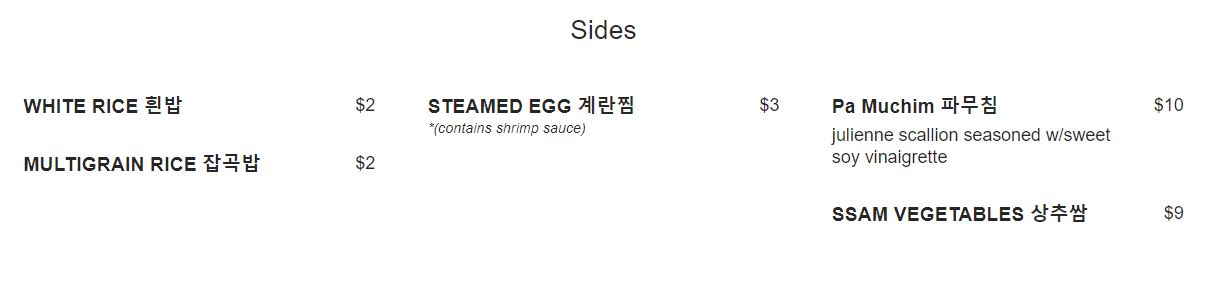 Sides
WHITE RICE 흰밥 $2
MULTIGRAIN RICE 잡곡밥 $2
STEAMED EGG 계란찜 $3
*(contains shrimp sauce)
Pa Muchim 파무침 $10
julienne scallion seasoned w/sweet
soy vinaigrette
SSAM VEGETABLES 상추쌈 $9